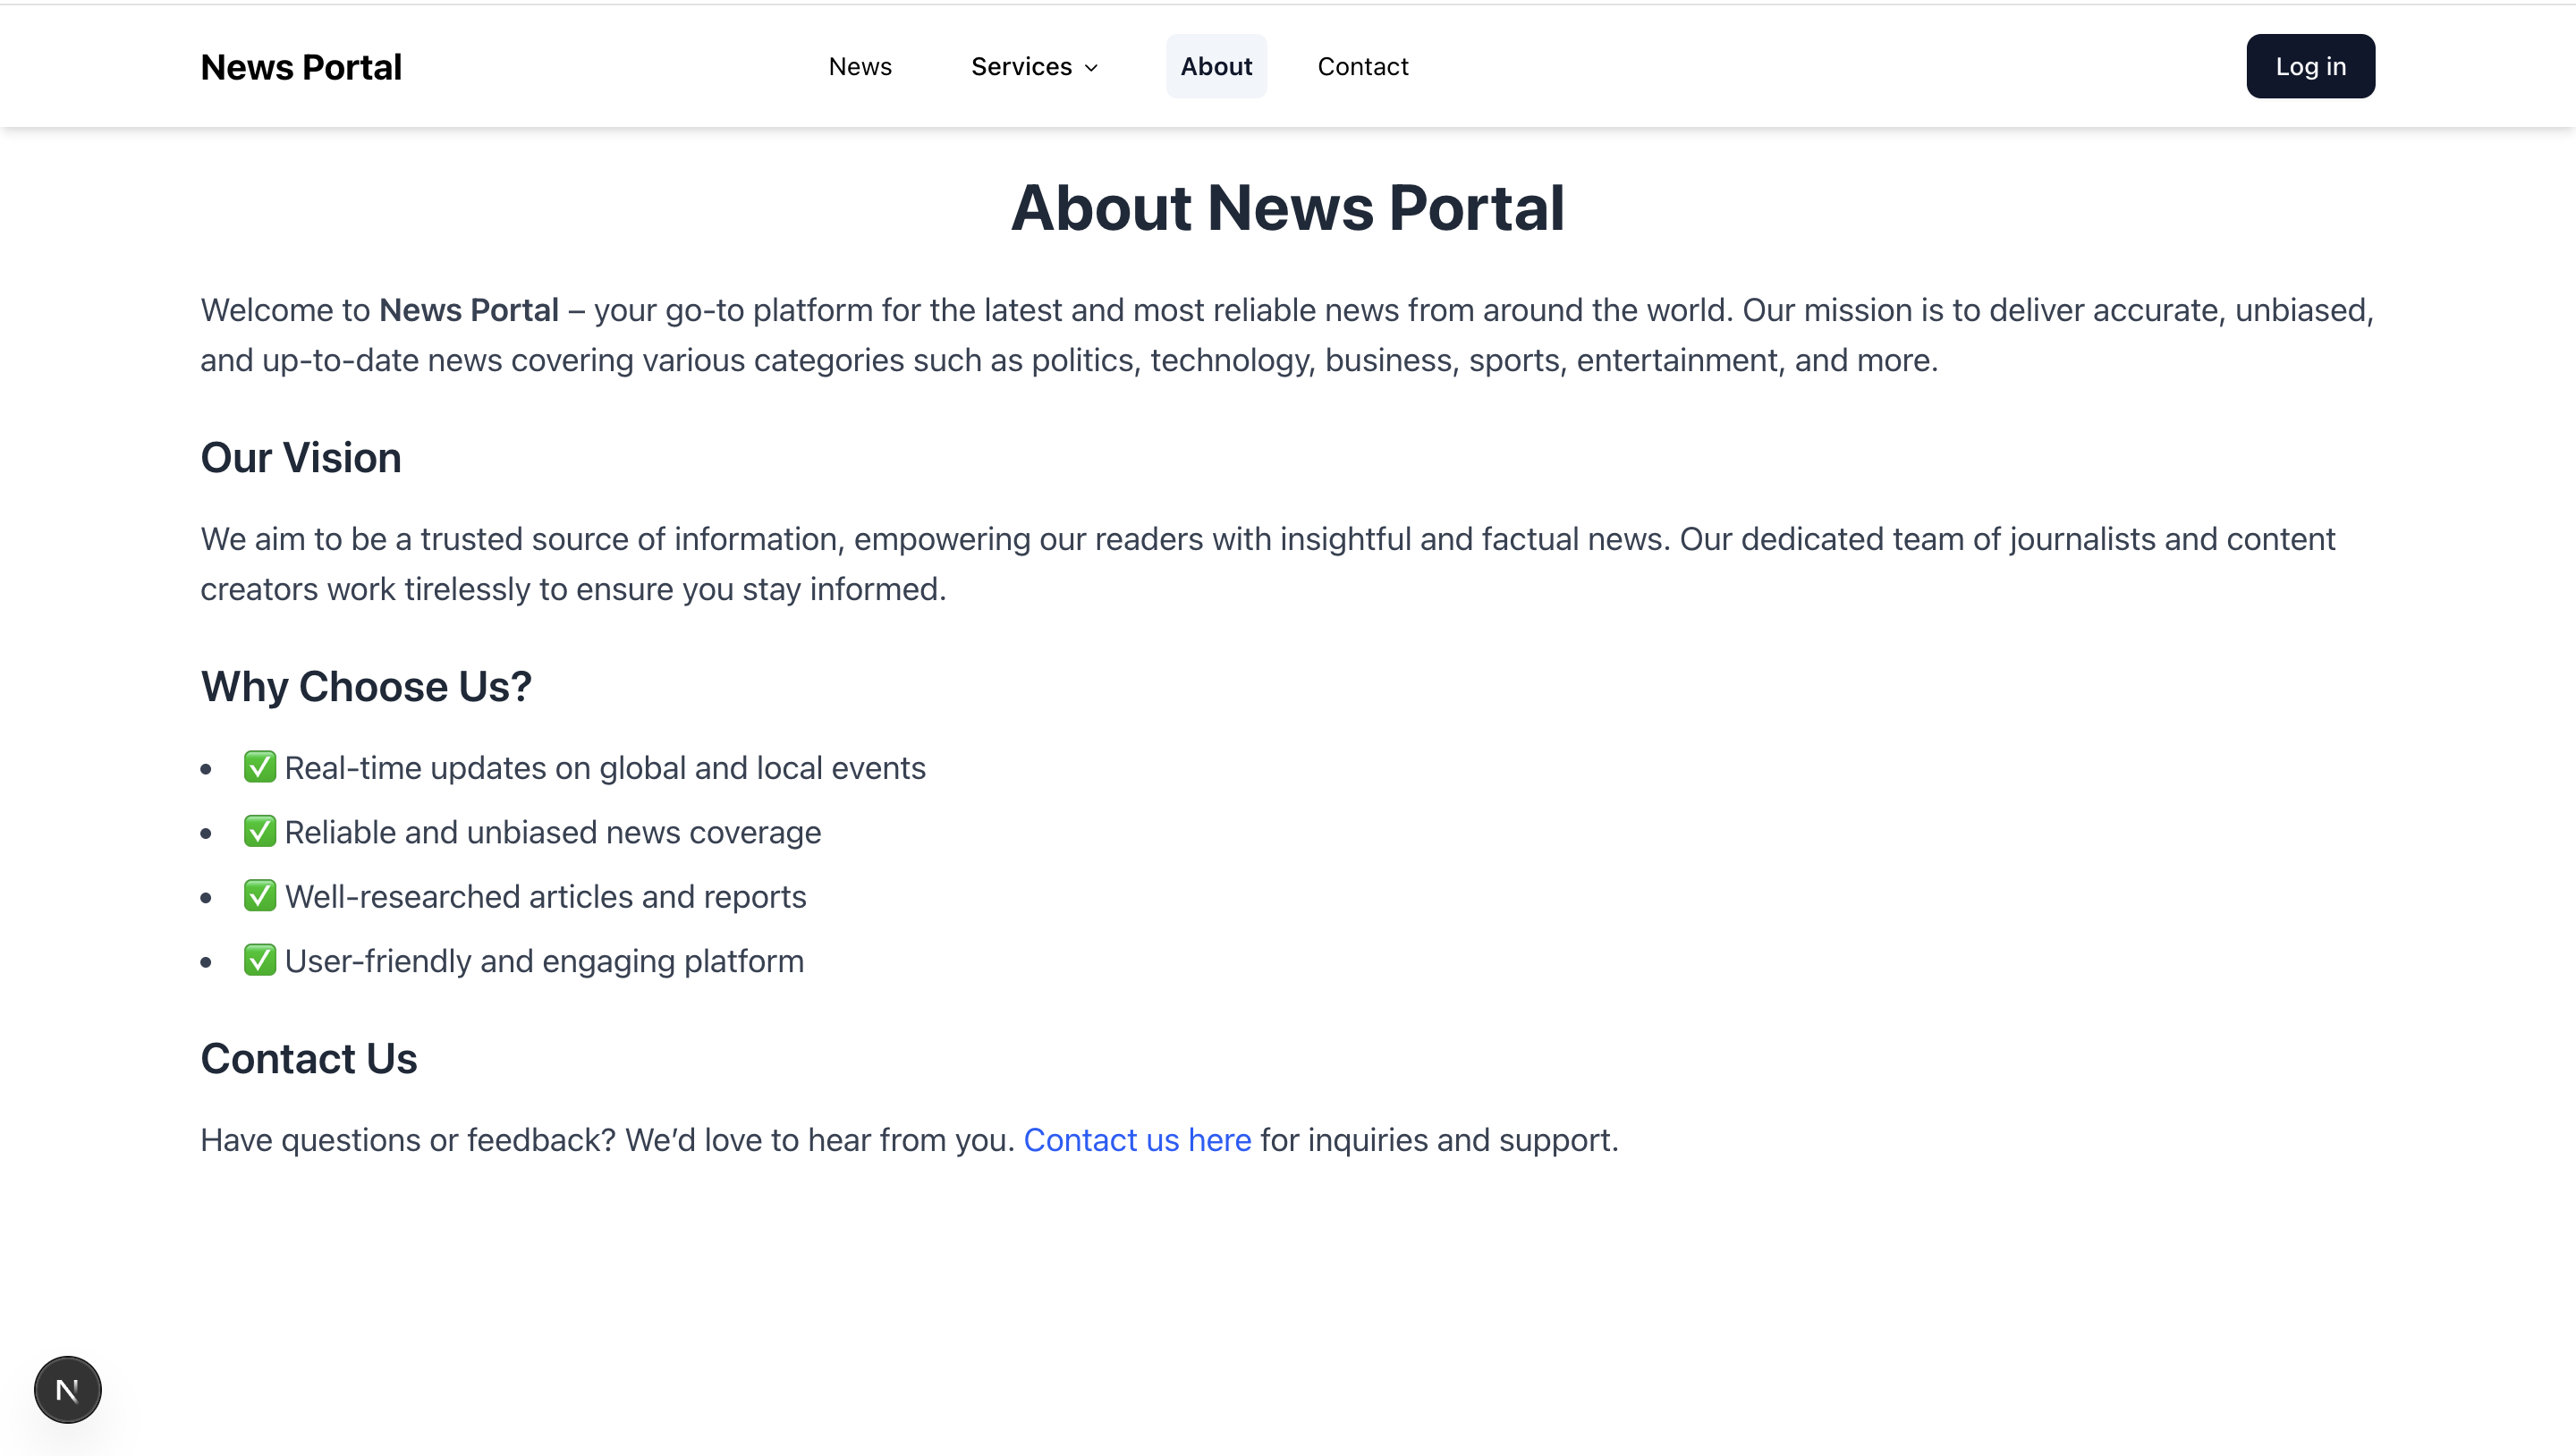 News Portal
News
Services
About
Contact
Log in
About News Portal
Welcome to News Portal – your go-to platform for the latest and most reliable news from around the world. Our mission is to deliver accurate, unbiased,
and up-to-date news covering various categories such as politics, technology, business, sports, entertainment, and more.
Our Vision
We aim to be a trusted source of information, empowering our readers with insightful and factual news. Our dedicated team of journalists and content
creators work tirelessly to ensure you stay informed.
Why Choose Us?
• ✅ Real-time updates on global and local events
• ✅ Reliable and unbiased news coverage
• ✅ Well-researched articles and reports
• ✅ User-friendly and engaging platform
Contact Us
Have questions or feedback? We’d love to hear from you. Contact us here for inquiries and support.
N